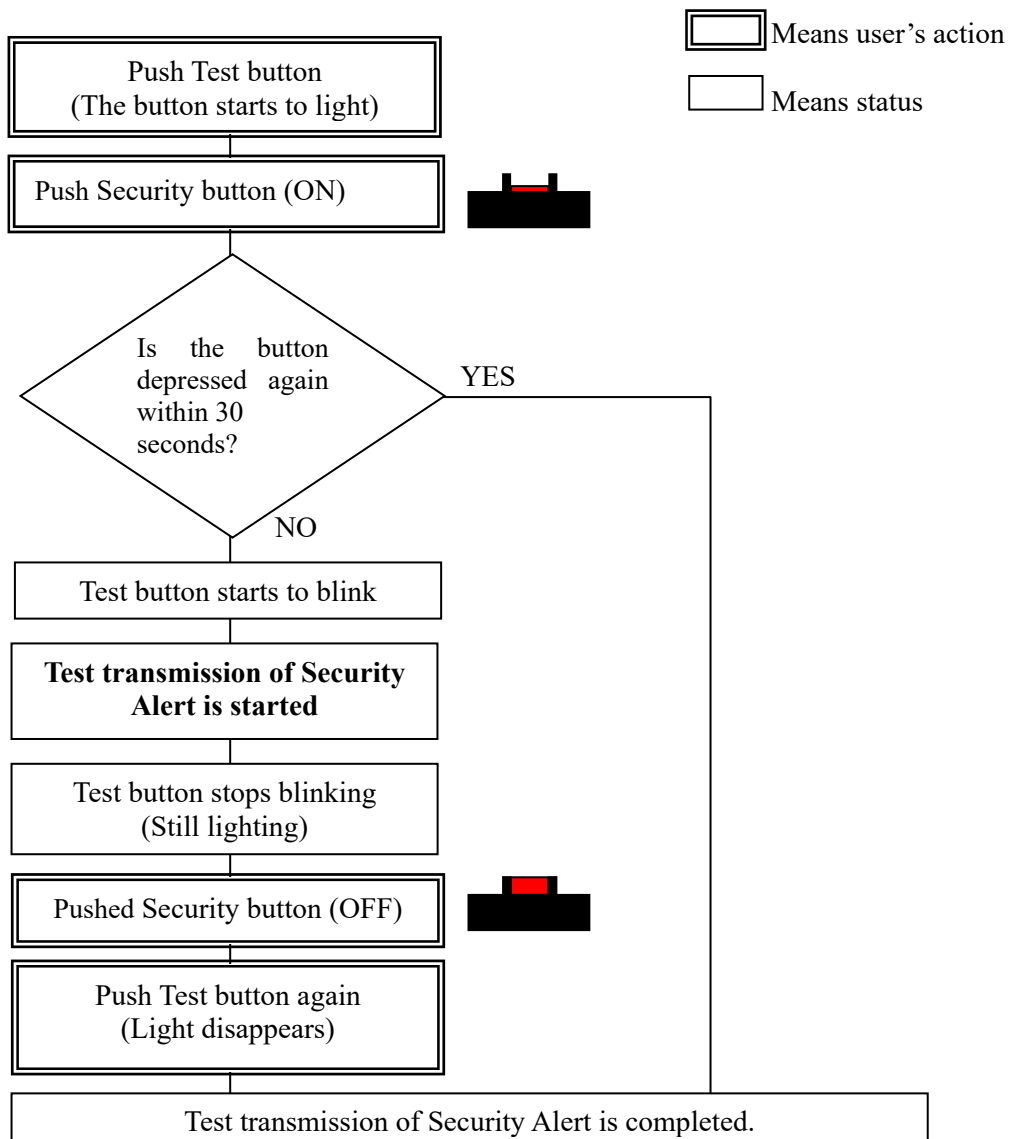 Means user’s action
Means status
Push Test button
(The button starts to light)
Push Security button (ON)
Is the button
depressed again
within 30
seconds?
YES
NO
Test button starts to blink
Test transmission of Security
Alert is started
Test button stops blinking
(Still lighting)
Pushed Security button (OFF)
Push Test button again
(Light disappears)
Test transmission of Security Alert is completed.